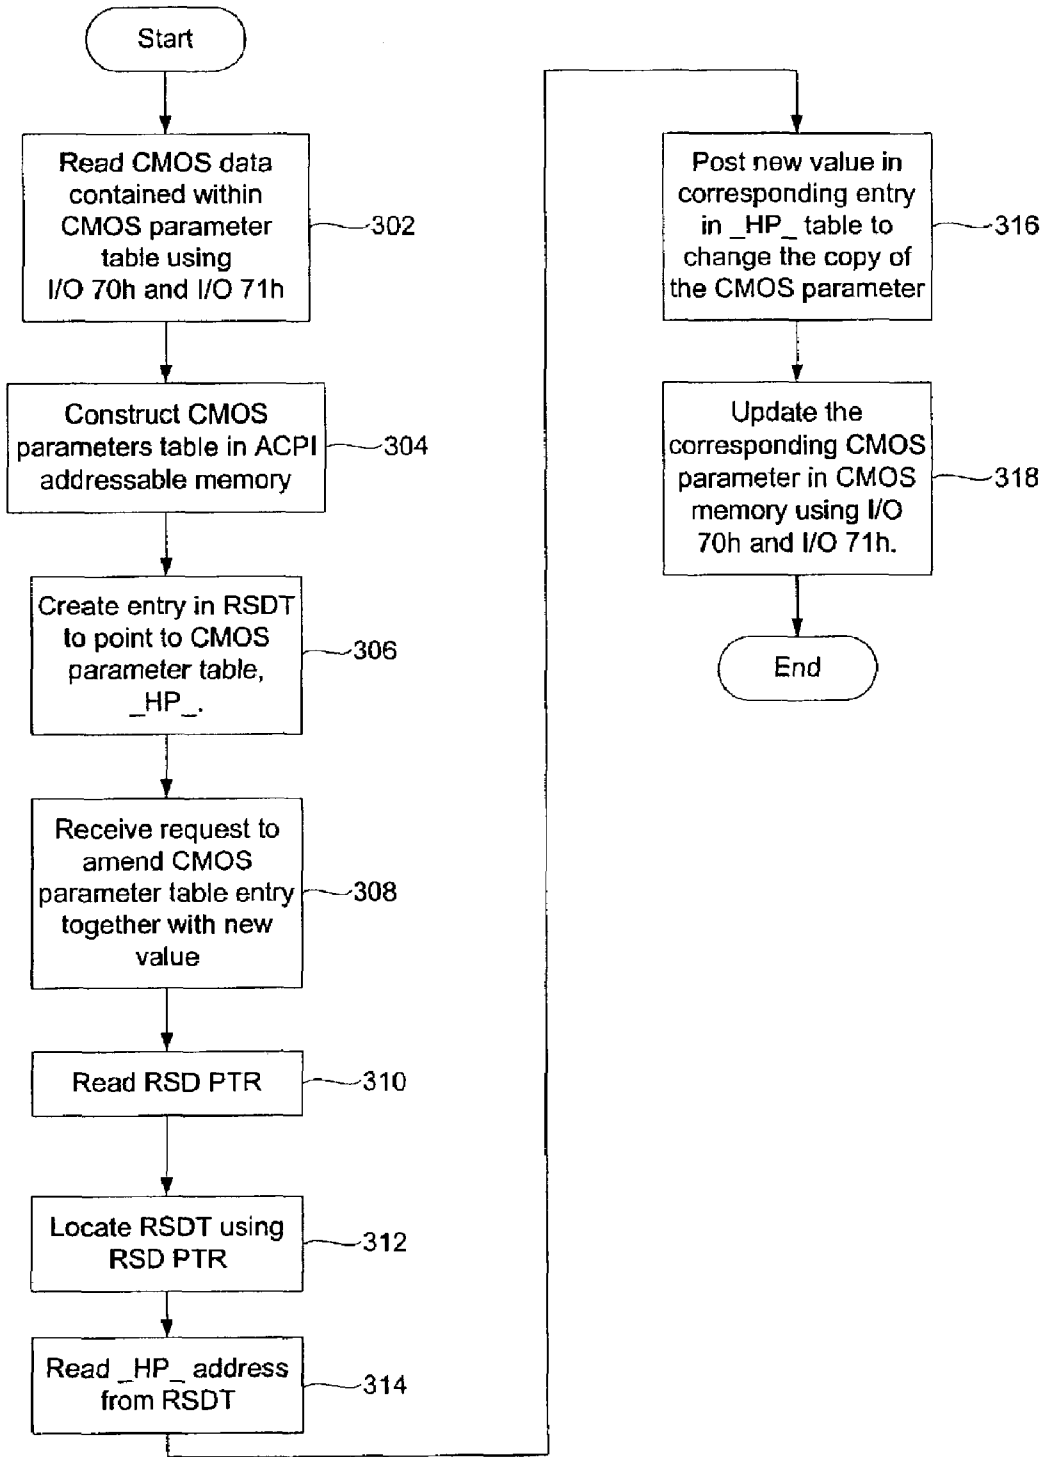 Start
Read CMOS data
contained within
CMOS parameter
table using
I/O 70h and I/O 71h
302
Construct CMOS
parameters table in ACPI
addressable memory
304
Create entry in RSDT
to point to CMOS
parameter table,
_HP_.
306
Receive request to
amend CMOS
parameter table entry
together with new
value
308
Read RSD PTR
310
Locate RSDT using
RSD PTR
312
Read _HP_ address
from RSDT
314
Post new value in
corresponding entry
in _HP_ table to
change the copy of
the CMOS parameter
316
Update the
corresponding CMOS
parameter in CMOS
memory using I/O
70h and I/O 71h.
318
End